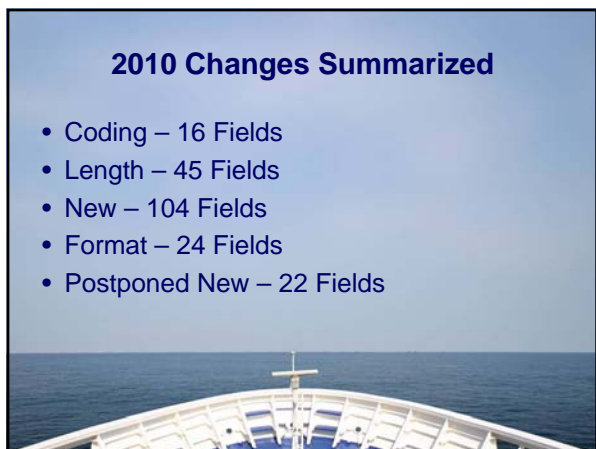 2010 Changes Summarized
• Coding – 16 Fields
• Length – 45 Fields
• New – 104 Fields
• Format – 24 Fields
• Postponed New – 22 Fields